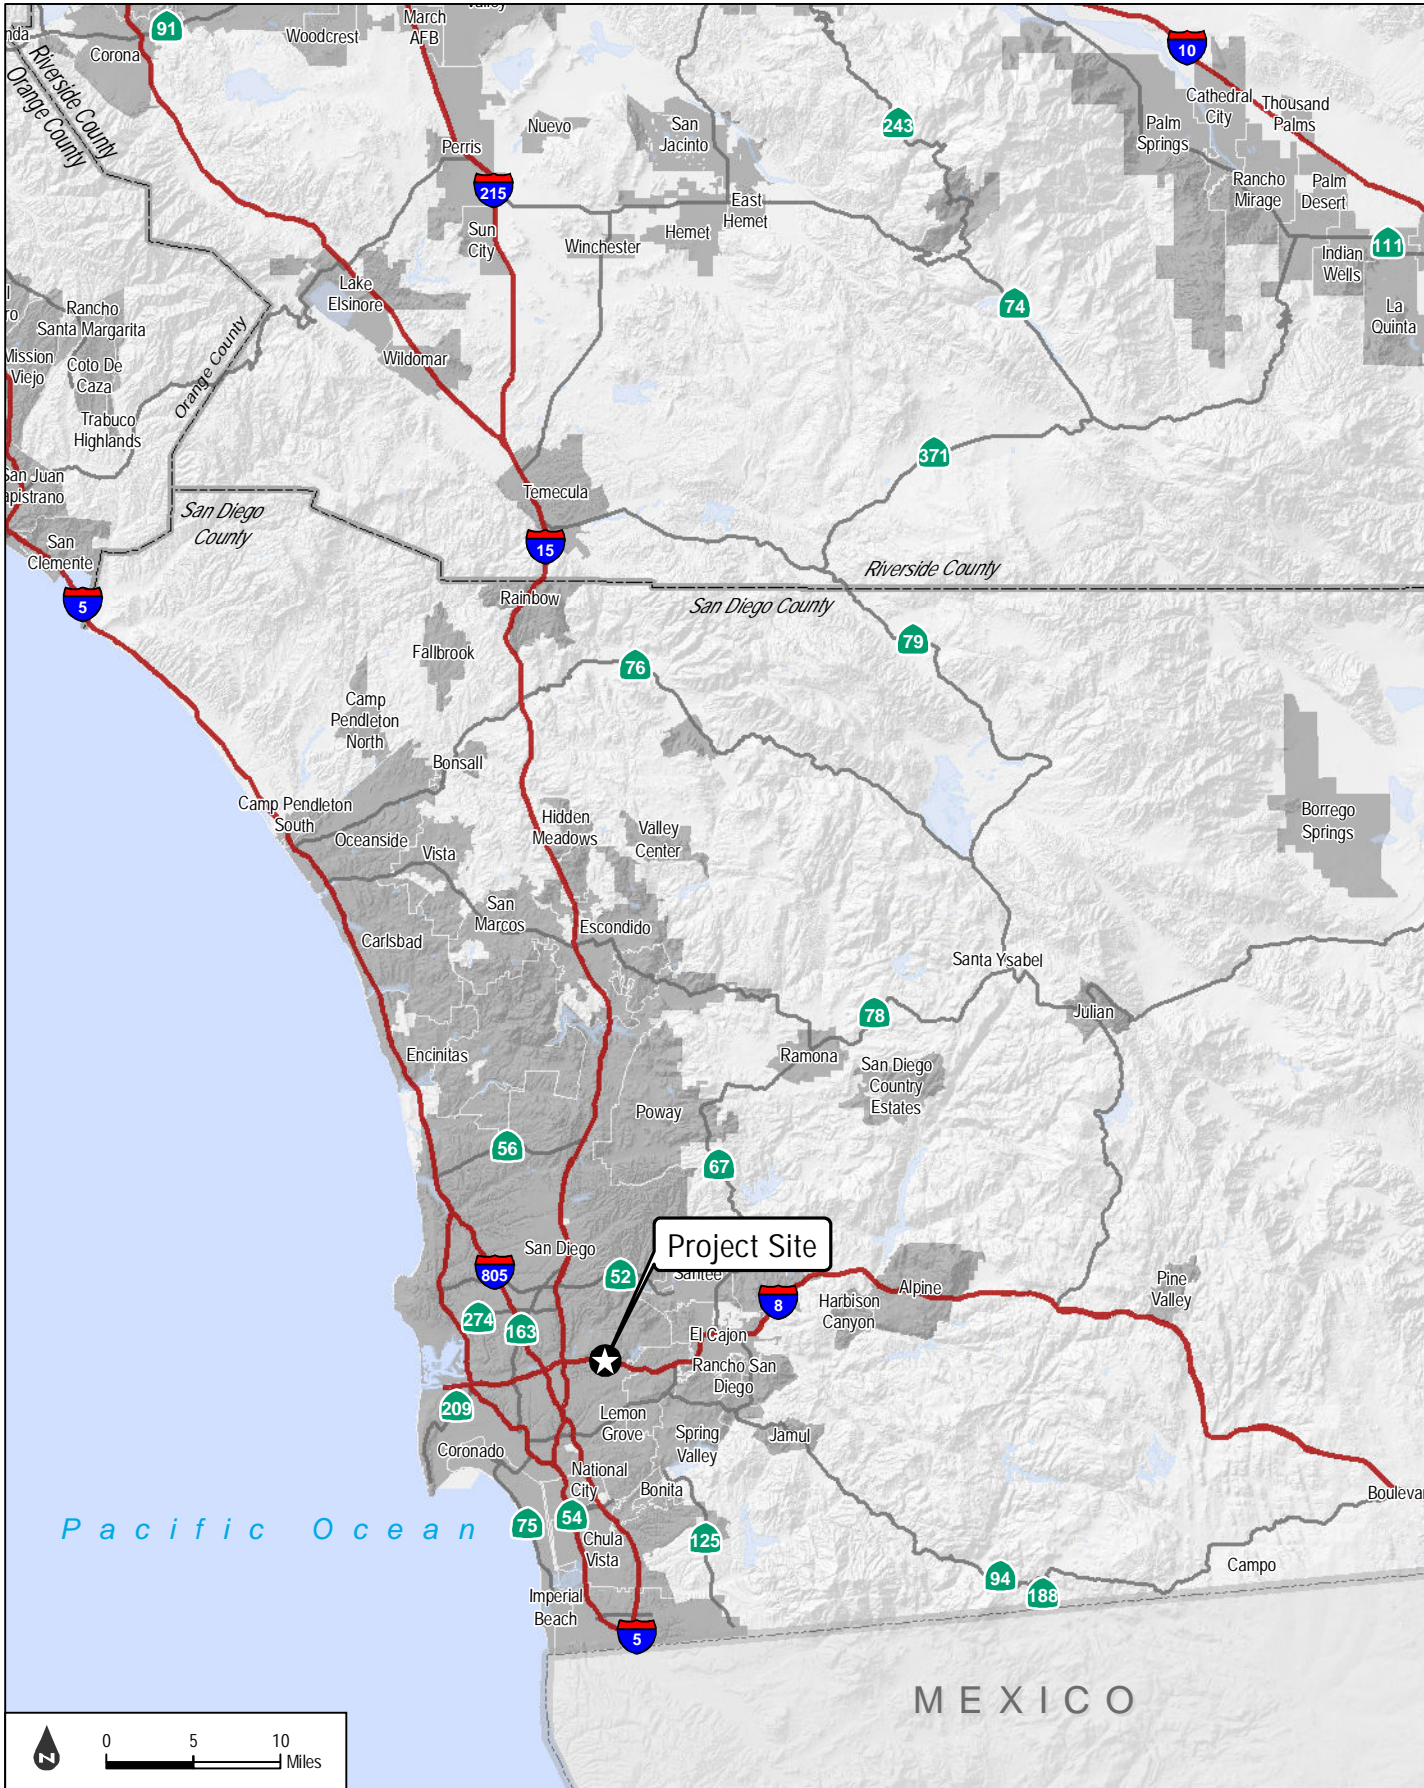 Valley
nda
91
Corona
Woodcrest
March
AFB
10
Riverside County
Orange County
Cathedral
City
Thousand
Palms
Nuevo
San
Jacinto
243
Palm
Springs
Perris
215
Rancho
Mirage
Palm
Desert
East
Hemet
Sun
City
Winchester
Hemet
111
Indian
Wells
Lake
Elsinore
74
La
Quinta
l
ro
Rancho
Santa Margarita
Mission
Viejo
Coto De
Caza
Wildomar
Orange County
Trabuco
Highlands
371
San Juan
apistrano
Temecula
San Diego
County
San
Clemente
15
Riverside County
5
Rainbow
San Diego County
79
Fallbrook
76
Camp
Pendleton
North
Bonsall
Camp Pendleton
South
Hidden
Meadows
Valley
Center
Borrego
Springs
Oceanside
Vista
San
Marcos
Escondido
Carlsbad
Santa Ysabel
78
Julian
Encinitas
Ramona
San Diego
Country
Estates
Poway
56
67
Project Site
San Diego
805
52
Santee
8
Alpine
Pine
Valley
Harbison
Canyon
274
163
El Cajon
Rancho San
Diego
209
Lemon
Grove
Spring
Valley
Jamul
Coronado
National
City
Bonita
Boulevar
Pacific Ocean
75
54
Chula
Vista
125
Campo
94
188
Imperial
Beach
5
MEXICO
N
0 5 10
Miles